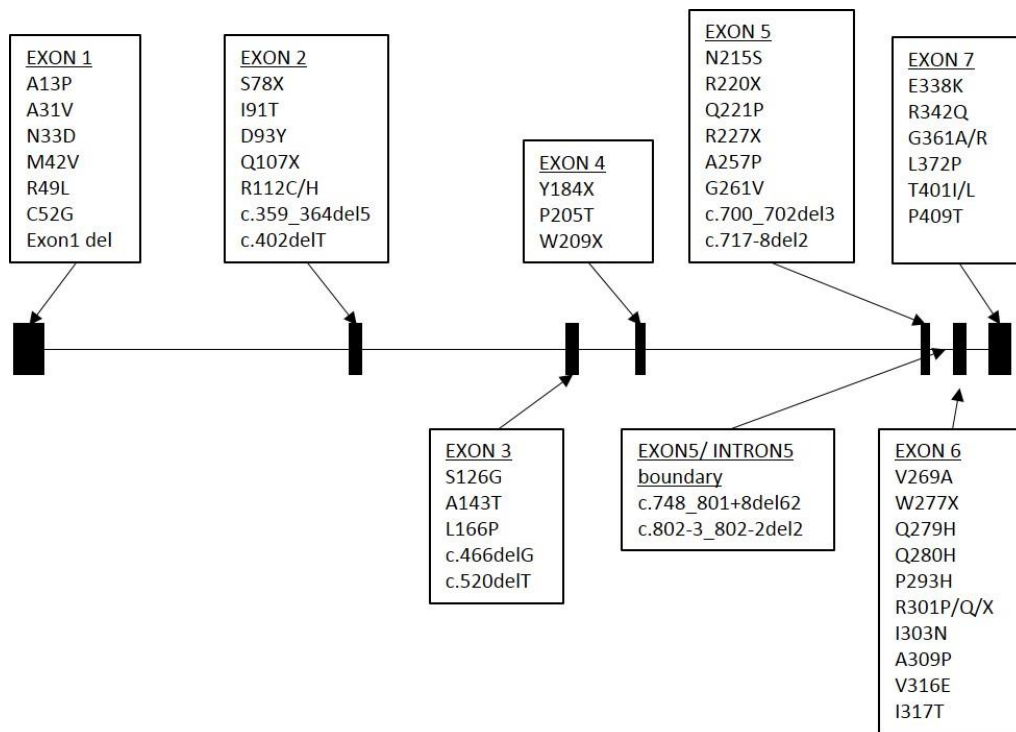 EXON 1
A13P
A31V
N33D
M42V
R49L
C52G
Exon1 del
EXON 2
S78X
I91T
D93Y
Q107X
R112C/H
c.359_364del5
c.402delT
EXON 4
Y184X
P205T
W209X
EXON 5
N215S
R220X
Q221P
R227X
A257P
G261V
c.700_702del3
c.717-8del2
EXON 7
E338K
R342Q
G361A/R
L372P
T401I/L
P409T
EXON 3
S126G
A143T
L166P
c.466delG
c.520delT
EXON5/ INTRON5
boundary
c.748_801+8del62
c.802-3_802-2del2
EXON 6
V269A
W277X
Q279H
Q280H
P293H
R301P/Q/X
I303N
A309P
V316E
I317T